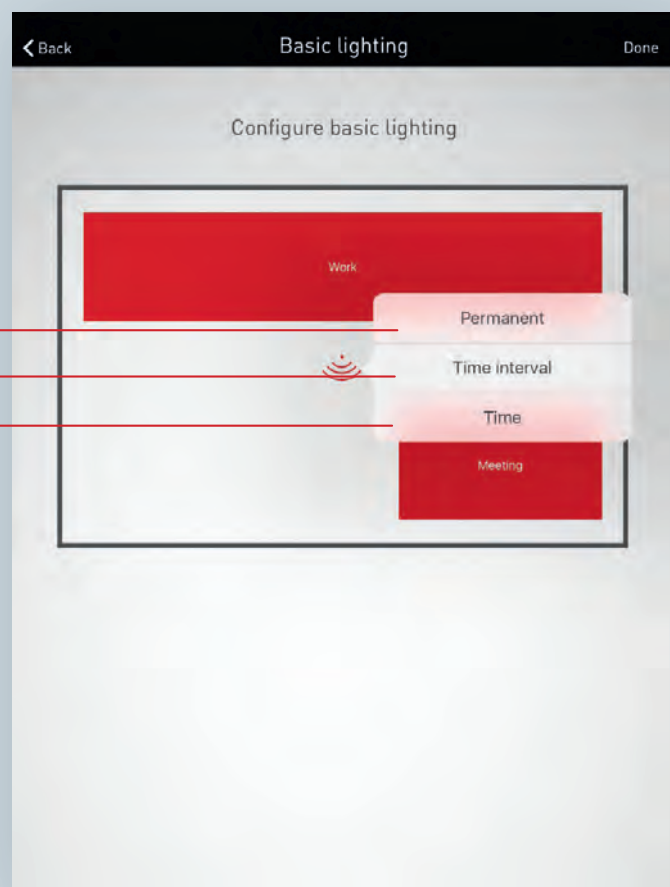 Back Basic lighting Done
Configure basic lighting
Work
Permanent
Time interval
Time
Meeting